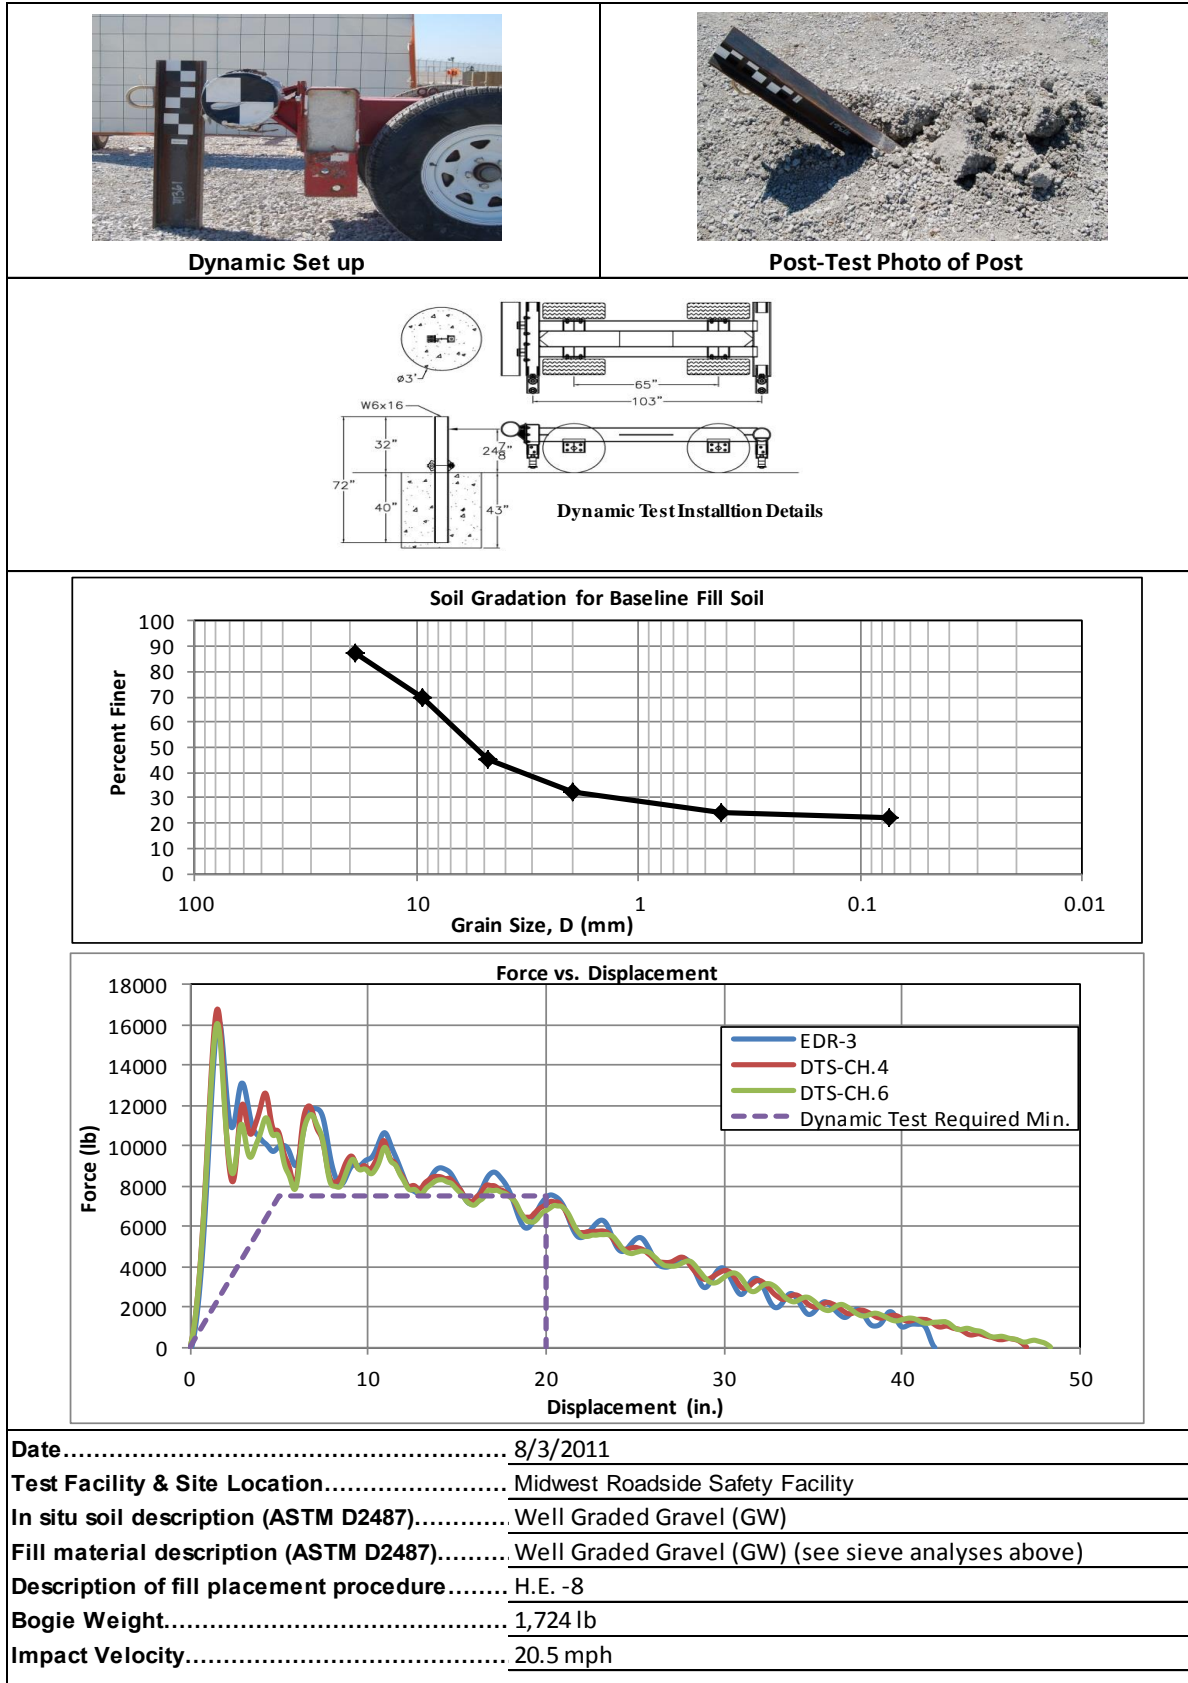 Dynamic Set up
Post-Test Photo of Post
ø3'
65"
103"
W6x16
32"
24 7/8"
72"
40"
43"
Dynamic Test Installtion Details
Soil Gradation for Baseline Fill Soil
Percent Finer
100
90
80
70
60
50
40
30
20
10
0
100
10
1
0.1
0.01
Grain Size, D (mm)
Force vs. Displacement
Force (lb)
18000
16000
14000
12000
10000
8000
6000
4000
2000
0
EDR-3
DTS-CH.4
DTS-CH.6
Dynamic Test Required Min.
0
10
20
30
40
50
Displacement (in.)
Date 8/3/2011
Test Facility & Site Location Midwest Roadside Safety Facility
In situ soil description (ASTM D2487) Well Graded Gravel (GW)
Fill material description (ASTM D2487) Well Graded Gravel (GW) (see sieve analyses above)
Description of fill placement procedure H.E. -8
Bogie Weight 1,724 lb
Impact Velocity 20.5 mph